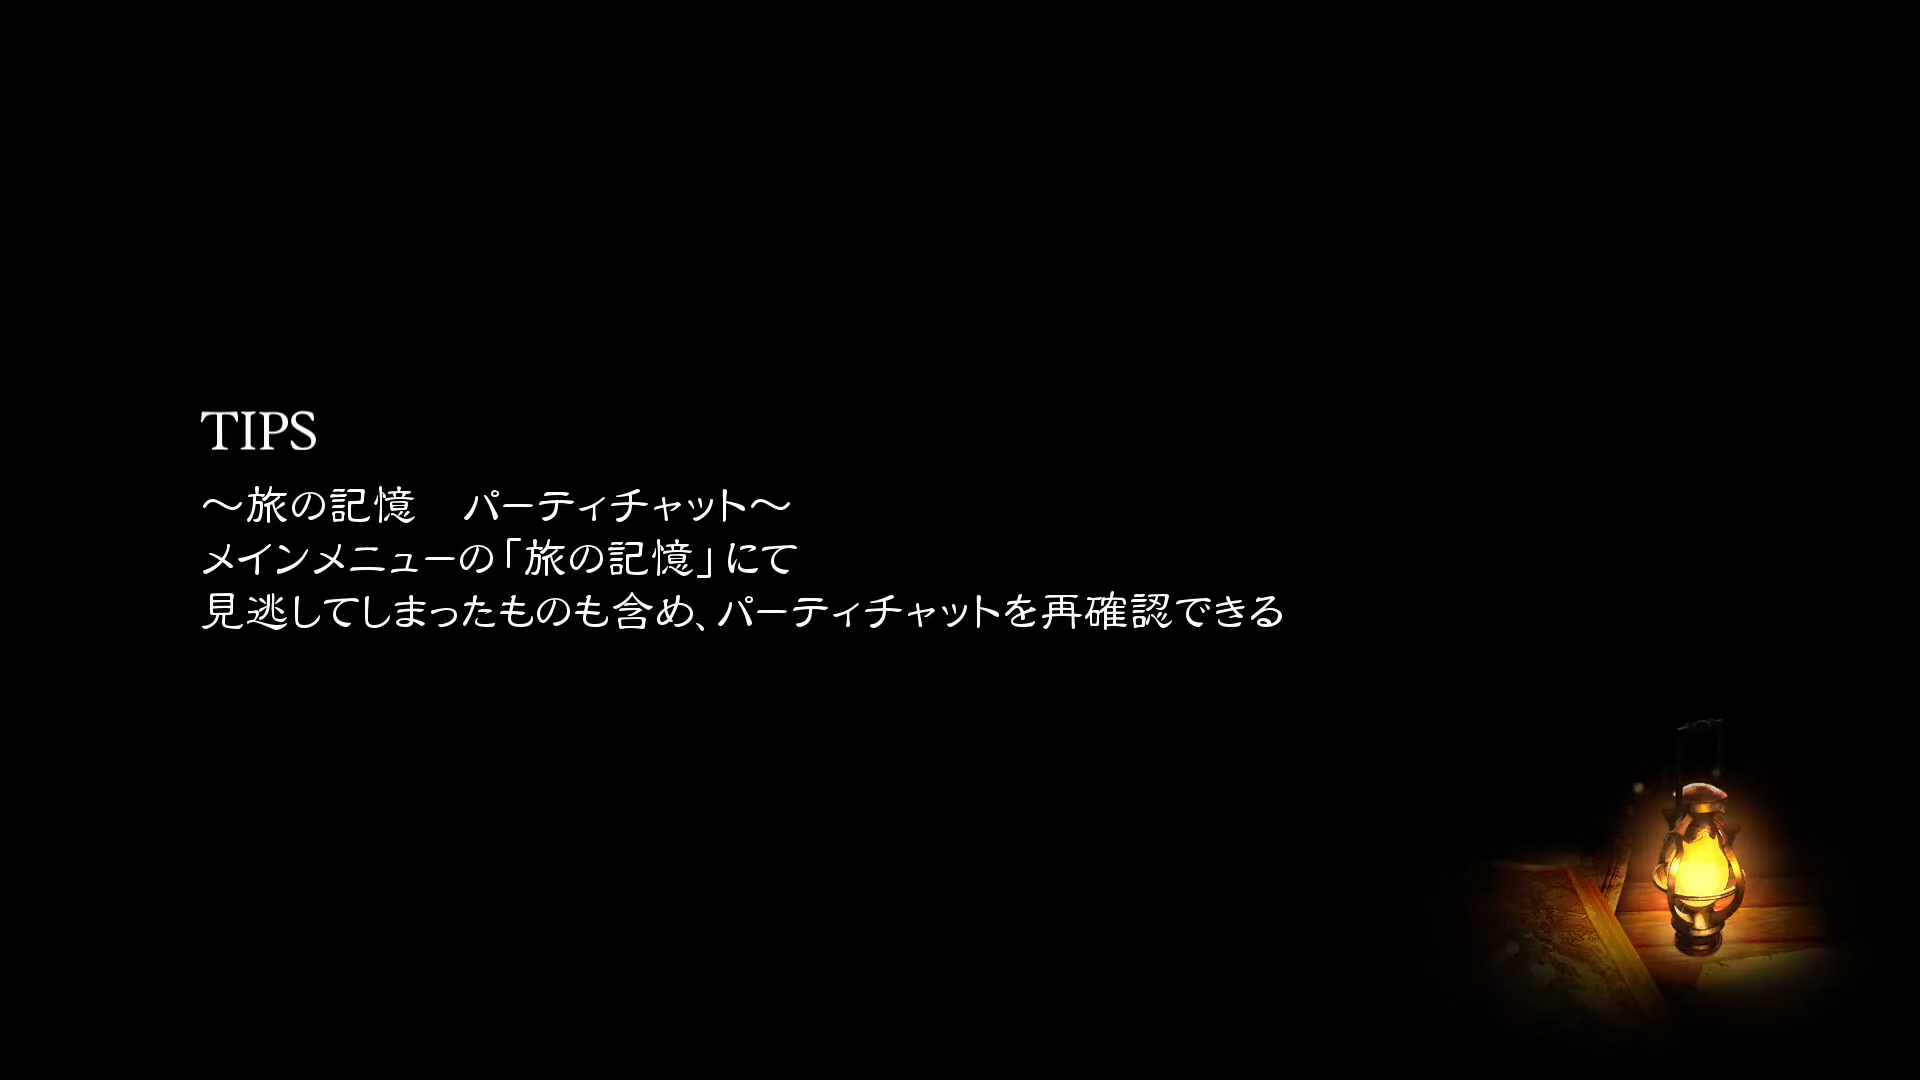 TIPS
～旅の記憶　パーティチャット～
メインメニューの「旅の記憶」にて
見逃してしまったものも含め、パーティチャットを再確認できる